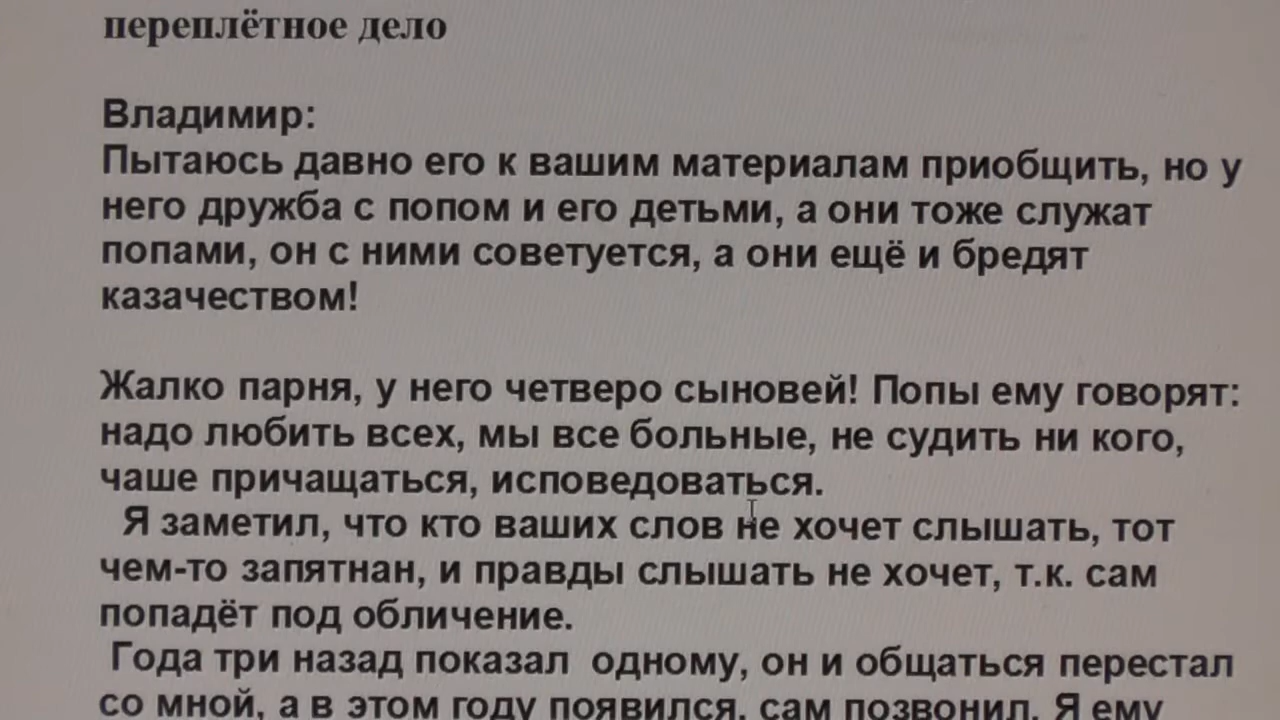 переплётное дело
Владимир:
Пытаюсь давно его к вашим материалам приобщить, но у
него дружба с попом и его детьми, а они тоже служат
попами, он с ними советуется, а они ещё и бредят
казачеством!
Жалко парня, у него четверо сыновей! Попы ему говорят:
надо любить всех, мы все больные, не судить ни кого,
чаше причащаться, исповедоваться.
Я заметил, что кто ваших слов не хочет слышать, тот
чем-то запятнан, и правды слышать не хочет, т.к. сам
попадёт под обличение.
Года три назад показал одному, он и общаться перестал
со мной, а в этом году появился, сам позвонил. Я ему